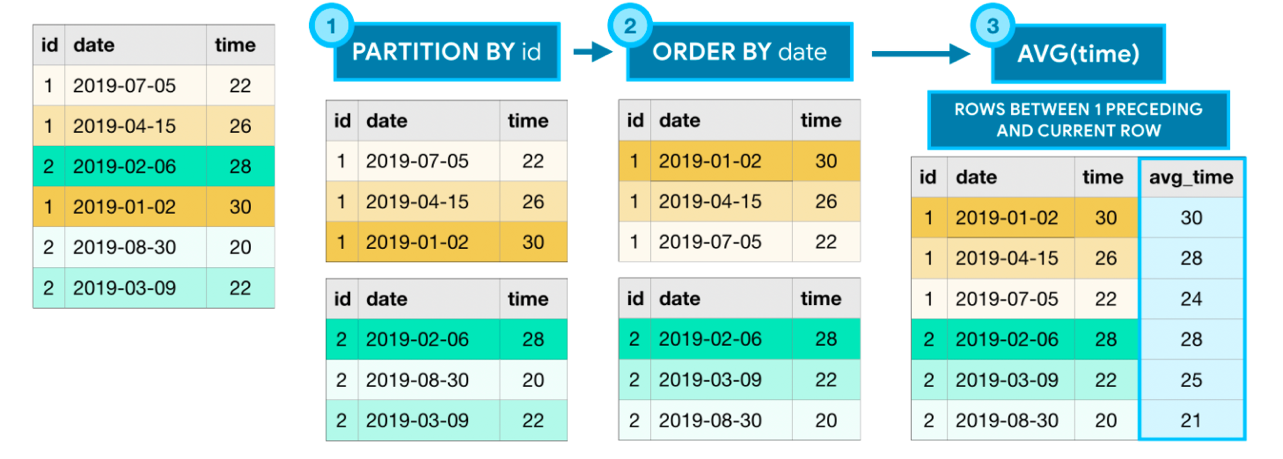 id date time
1 2019-07-05 22
1 2019-04-15 26
2 2019-02-06 28
1 2019-01-02 30
2 2019-08-30 20
2 2019-03-09 22
1
PARTITION BY id
id date time
1 2019-07-05 22
1 2019-04-15 26
1 2019-01-02 30
id date time
2 2019-02-06 28
2 2019-08-30 20
2 2019-03-09 22
2
ORDER BY date
id date time
1 2019-01-02 30
1 2019-04-15 26
1 2019-07-05 22
id date time
2 2019-02-06 28
2 2019-03-09 22
2 2019-08-30 20
3
AVG(time)
ROWS BETWEEN 1 PRECEDING
AND CURRENT ROW
id date time avg_time
1 2019-01-02 30 30
1 2019-04-15 26 28
1 2019-07-05 22 24
2 2019-02-06 28 28
2 2019-03-09 22 25
2 2019-08-30 20 21